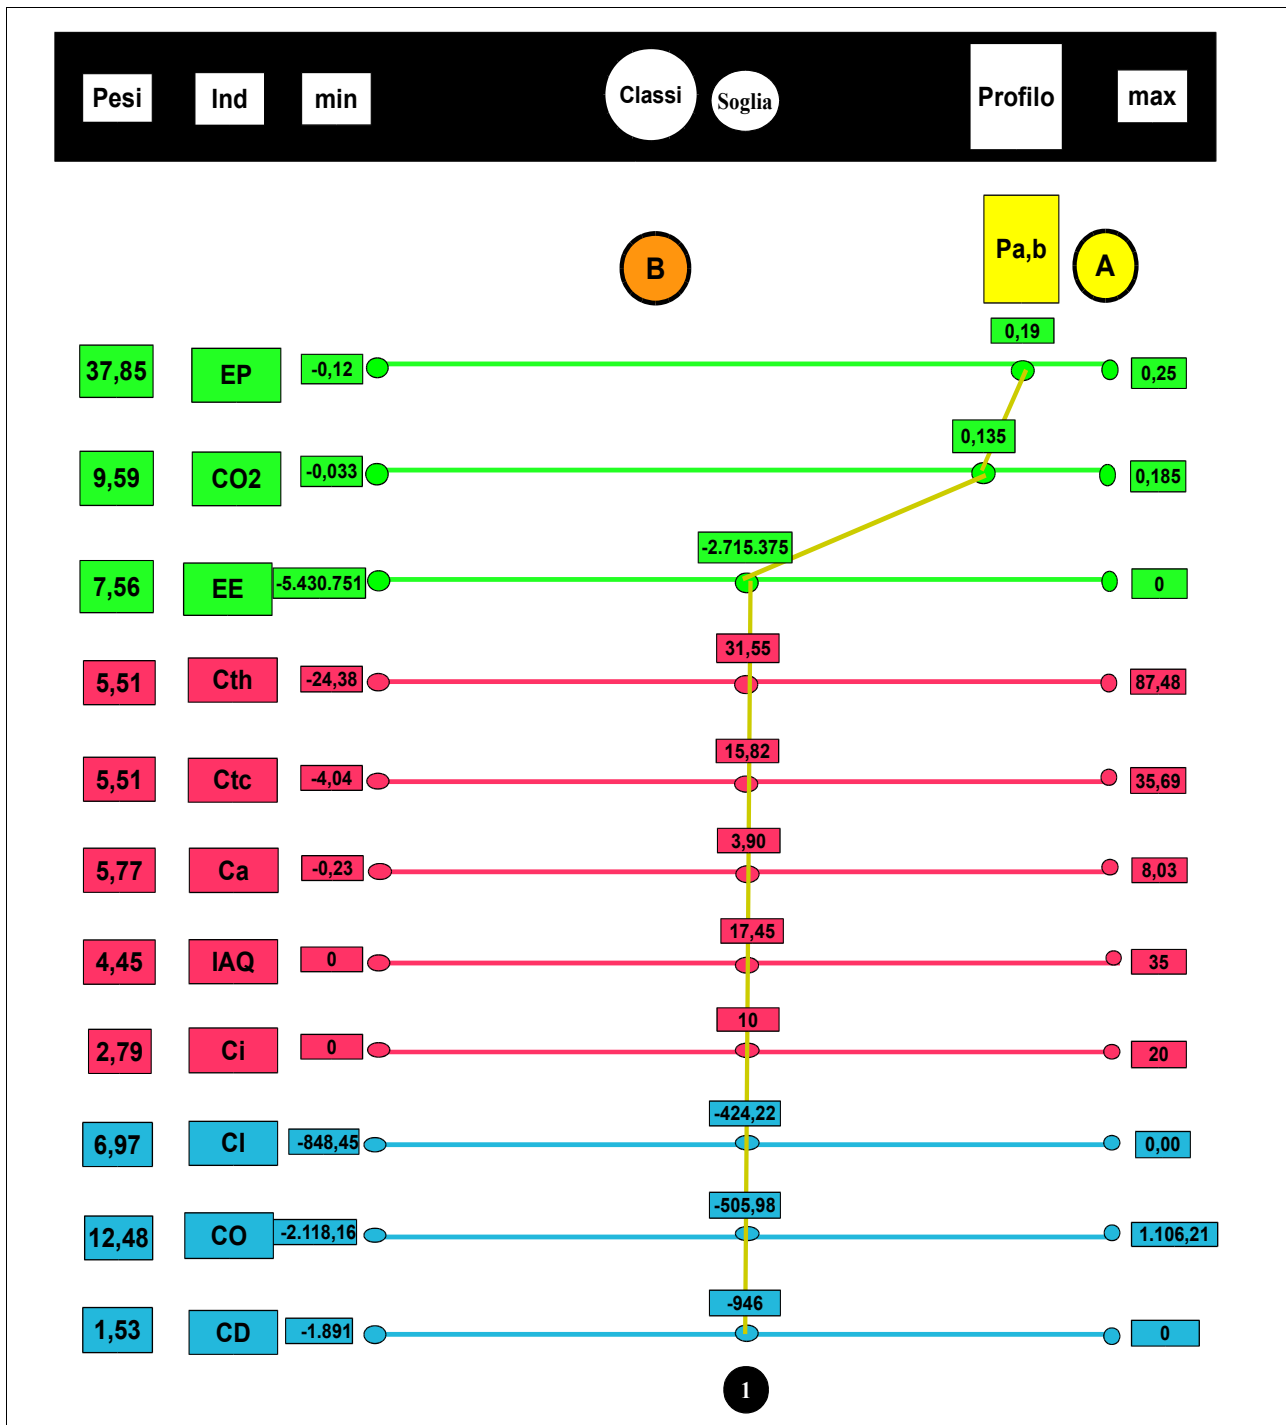 Pesi Ind min Classi Soglia Profilo max
B Pa,b A
0,19
37,85 EP -0,12 0,25
0,135
9,59 CO2 -0,033 0,185
-2.715.375
7,56 EE -5.430.751 0
31,55
5,51 Cth -24,38 87,48
15,82
5,51 Ctc -4,04 35,69
3,90
5,77 Ca -0,23 8,03
17,45
4,45 IAQ 0 35
10
2,79 Ci 0 20
-424,22
6,97 CI -848,45 0,00
-505,98
12,48 CO -2.118,16 1.106,21
-946
1,53 CD -1.891 0
1